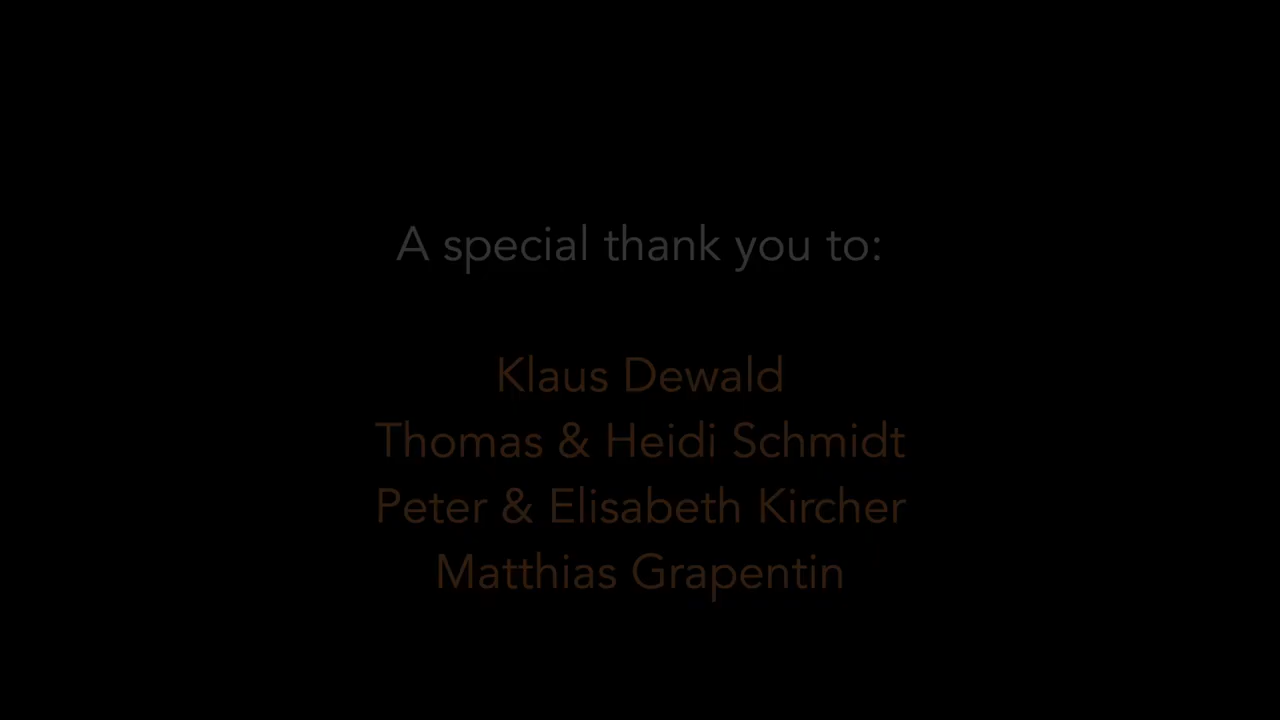 A special thank you to:
Klaus Dewald
Thomas & Heidi Schmidt
Peter & Elisabeth Kircher
Matthias Grapentin